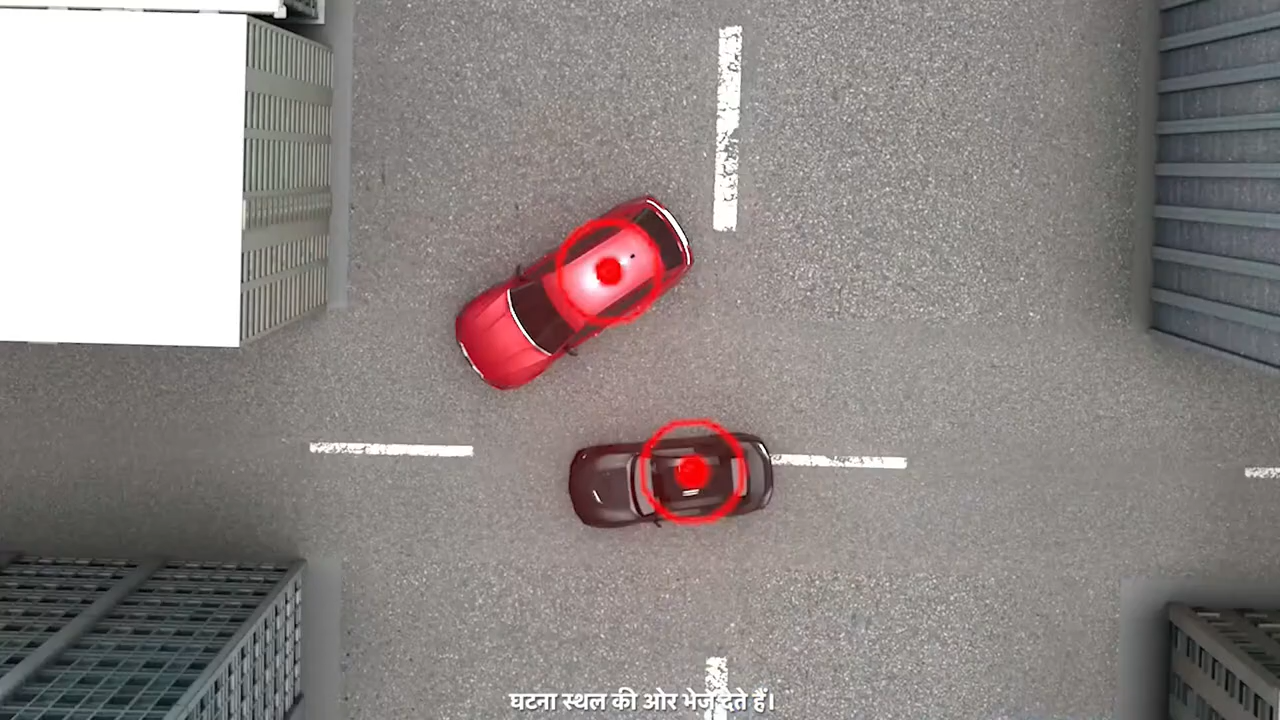 घटना स्थल की ओर भेज देते हैं।